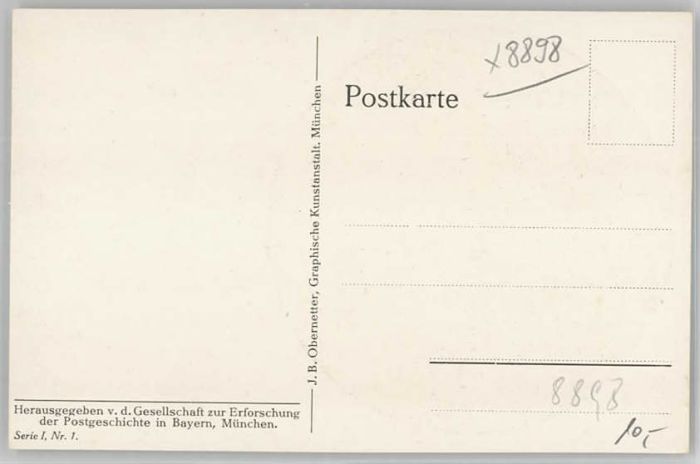 x8898
Postkarte
J. B. Obernetter, Graphische Kunstanstalt, München
8898
10,-
Herausgegeben v. d. Gesellschaft zur Erforschung
der Postgeschichte in Bayern, München.
Serie I, Nr. 1.